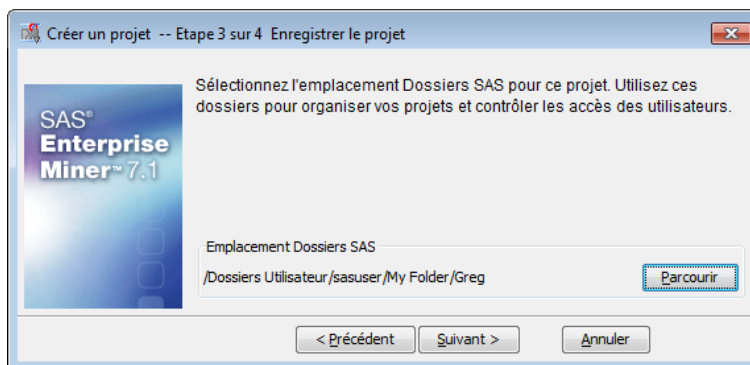 Créer un projet -- Etape 3 sur 4 Enregistrer le projet
Sélectionnez l'emplacement Dossiers SAS pour ce projet. Utilisez ces
dossiers pour organiser vos projets et contrôler les accès des utilisateurs.
SAS®
Enterprise
Miner™ 7.1
Emplacement Dossiers SAS
/Dossiers Utilisateur/sasuser/My Folder/Greg
Parcourir
< Précédent
Suivant >
Annuler